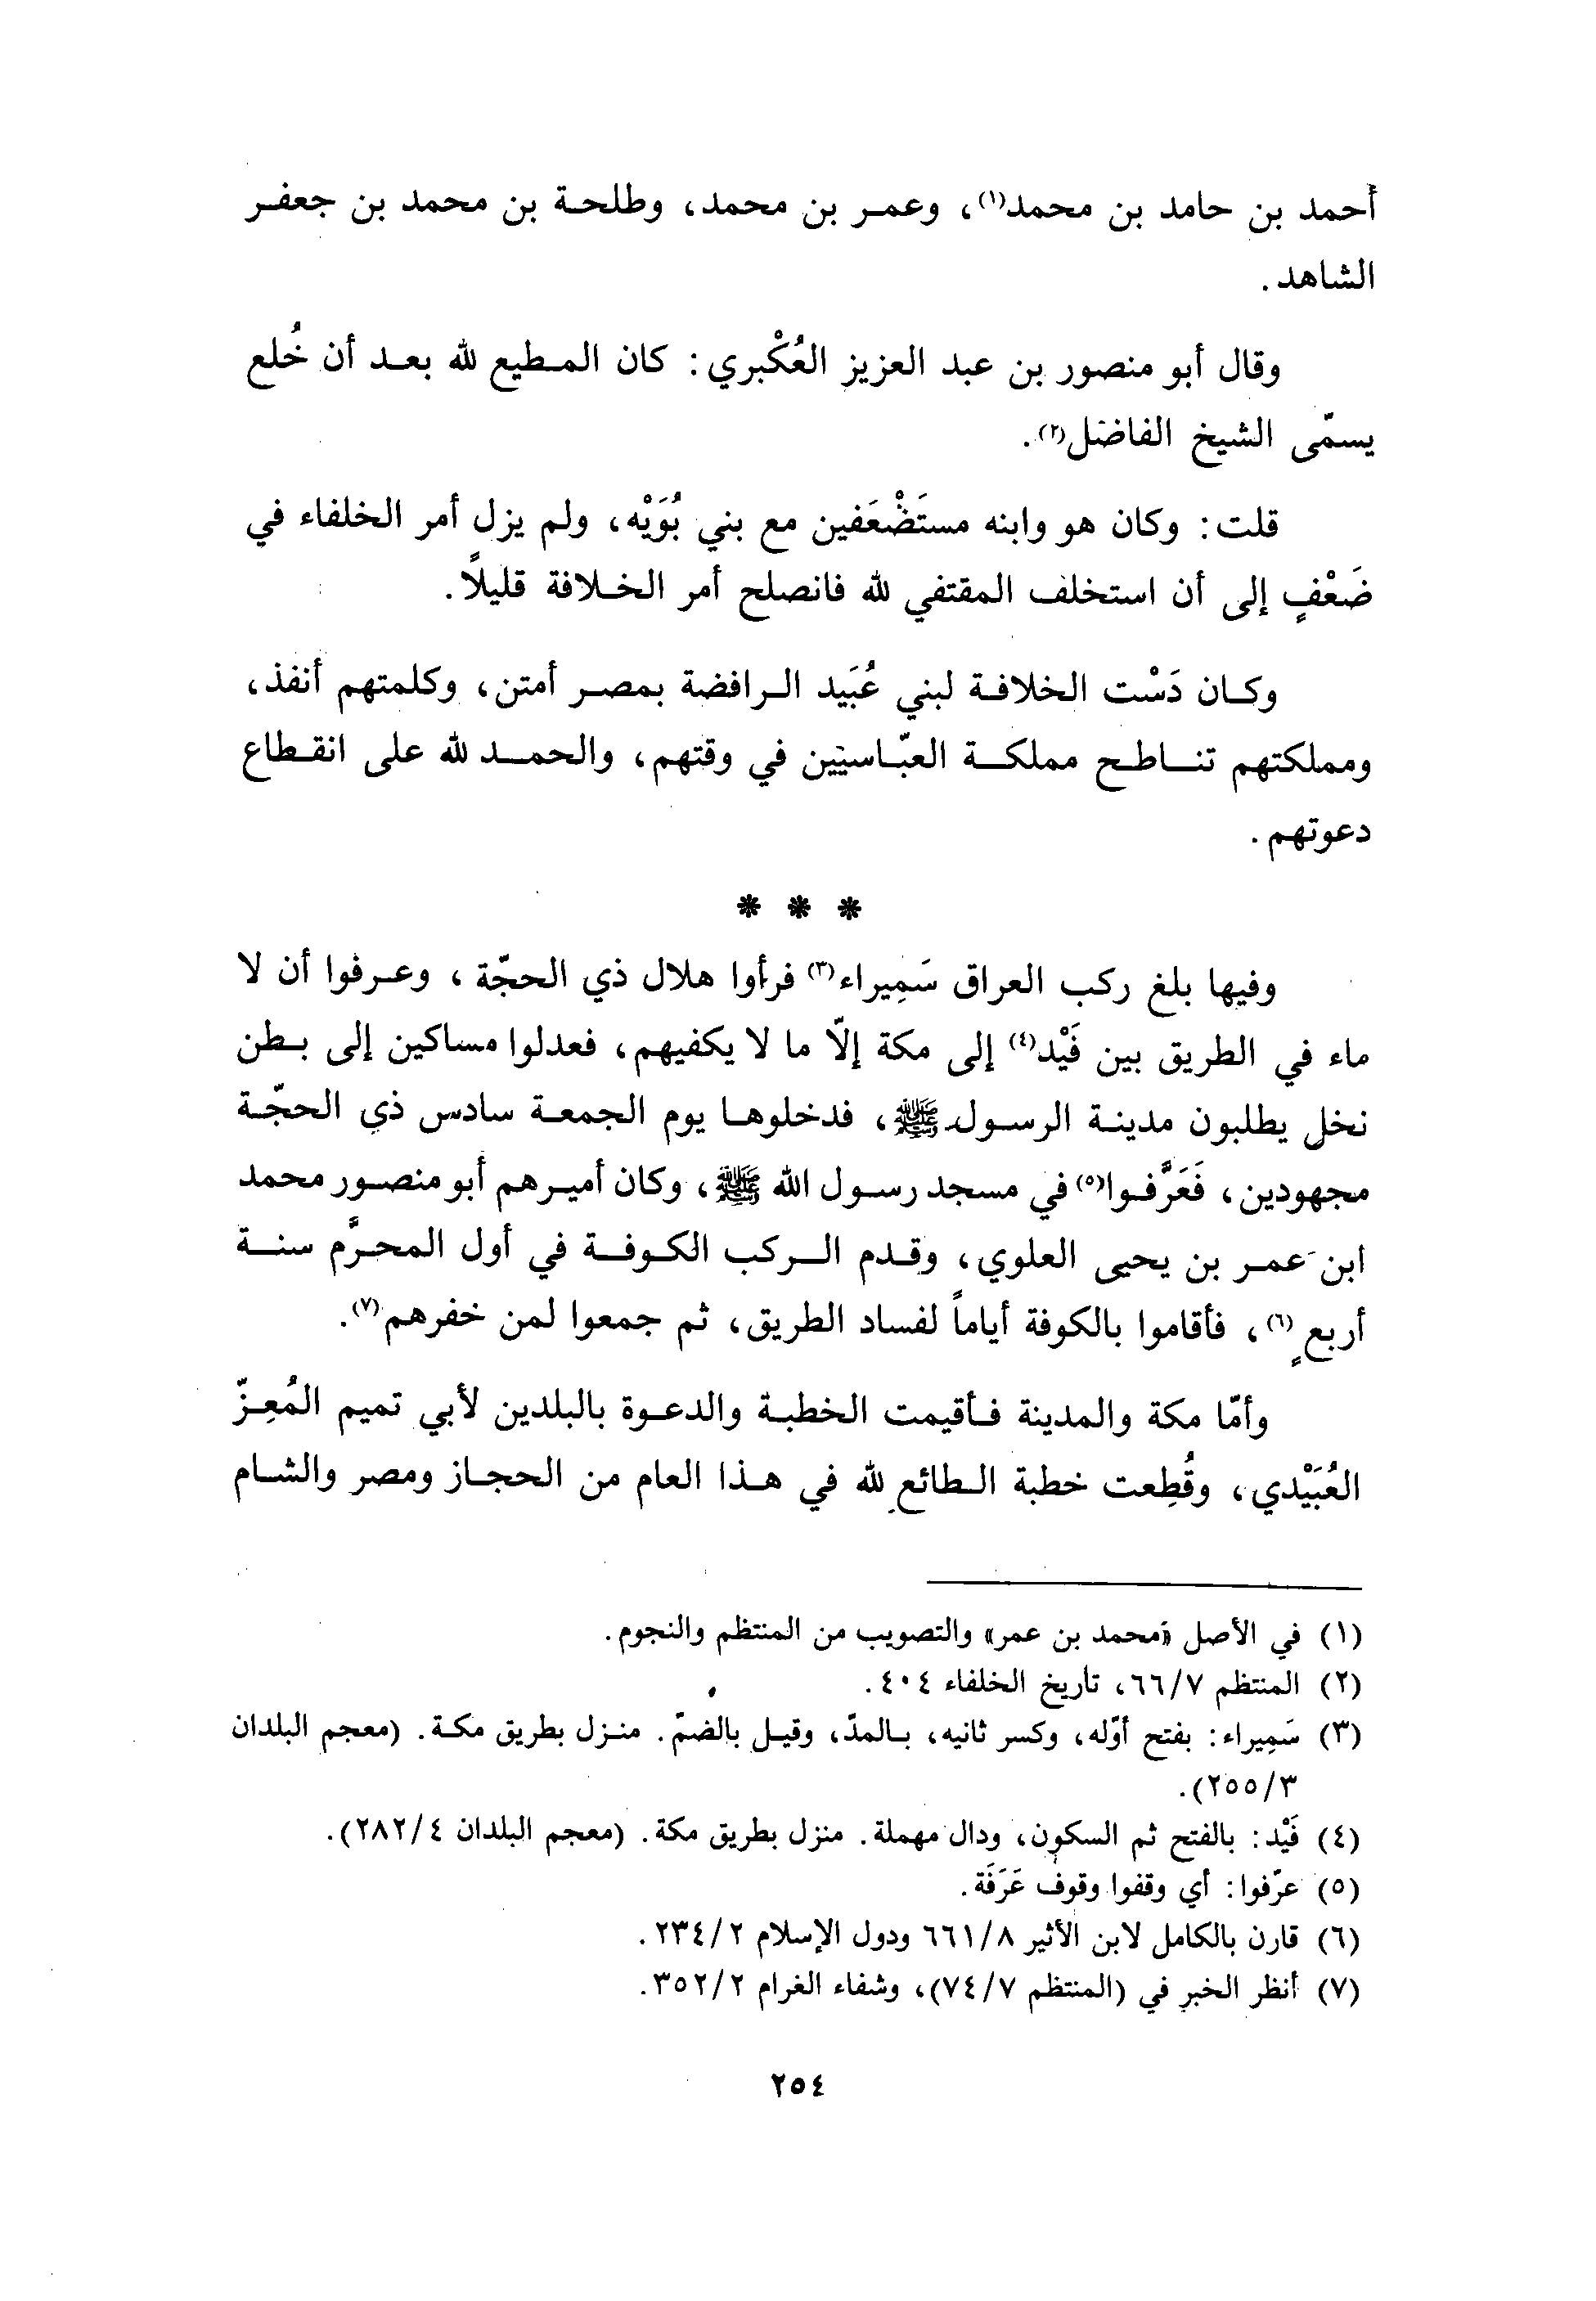 أحمد بن حامد بن محمد(١)، وعمر بن محمد، وطلحة بن محمد بن جعفر
الشاهد.
وقال أبو منصور بن عبد العزيز العُكْبري: كان المطيع لله بعد أن خُلع
يسمّى الشيخ الفاضل(٢).
قلت: وكان هو وابنه مستَضْعَفين مع بني بُوَيْه، ولم يزل أمر الخلفاء في
ضَعْفٍ إلى أن استخلف المقتفي لله فانصلح أمر الخلافة قليلاً.
وكان دَسْت الخلافة لبني عُبَيد الرافضة بمصر أمتن، وكلمتهم أنفذ،
ومملكتهم تناطح مملكة العبّاسيّين في وقتهم، والحمد لله على انقطاع
دعوتهم.
* * *
وفيها بلغ ركب العراق سَمِيراء(٣) فرأوا هلال ذي الحجّة، وعرفوا أن لا
ماء في الطريق بين فَيْد(٤) إلى مكة إلّا ما لا يكفيهم، فعدلوا مساكين إلى بطن
نخل يطلبون مدينة الرسول ﷺ، فدخلوها يوم الجمعة سادس ذي الحجّة
مجهودين، فَعَرَّفوا(٥) في مسجد رسول الله ﷺ، وكان أميرهم أبو منصور محمد
ابن عمر بن يحيى العلوي، وقدم الركب الكوفة في أول المحرَّم سنة
أربعٍ(٦)، فأقاموا بالكوفة أياماً لفساد الطريق، ثم جمعوا لمن خفرهم(٧).
وأمّا مكة والمدينة فأقيمت الخطبة والدعوة بالبلدين لأبي تميم المُعِزّ
العُبَيْدي، وقُطِعت خطبة الطائع لله في هذا العام من الحجاز ومصر والشام
(١) في الأصل «محمد بن عمر» والتصويب من المنتظم والنجوم.
(٢) المنتظم ٦٦/٧، تاريخ الخلفاء ٤٠٤.
(٣) سَمِيراء: بفتح أوّله، وكسر ثانيه، بالمدّ، وقيل بالضمّ. منزل بطريق مكة. (معجم البلدان
٢٥٥/٣).
(٤) فَيْد: بالفتح ثم السكون، ودال مهملة. منزل بطريق مكة. (معجم البلدان ٢٨٢/٤).
(٥) عرّفوا: أي وقفوا وقوف عَرَفَة.
(٦) قارن بالكامل لابن الأثير ٦٦١/٨ ودول الإسلام ٢٣٤/٢.
(٧) أنظر الخبر في (المنتظم ٧٤/٧)، وشفاء الغرام ٣٥٢/٢.
٢٥٤